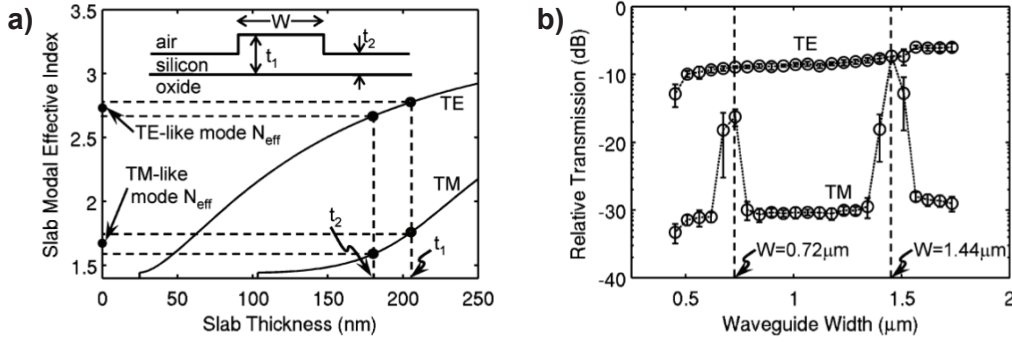 a)
Slab Modal Effective Index
3.5
3
2.5
2
1.5
W
air
silicon
oxide
t1
t2
TE
TE-like mode Neff
TM-like
mode Neff
TM
t2
t1
0
50
100
150
200
250
Slab Thickness (nm)
b)
Relative Transmission (dB)
0
-10
-20
-30
-40
TE
TM
W=0.72μm
W=1.44μm
0.5
1
1.5
2
Waveguide Width (μm)